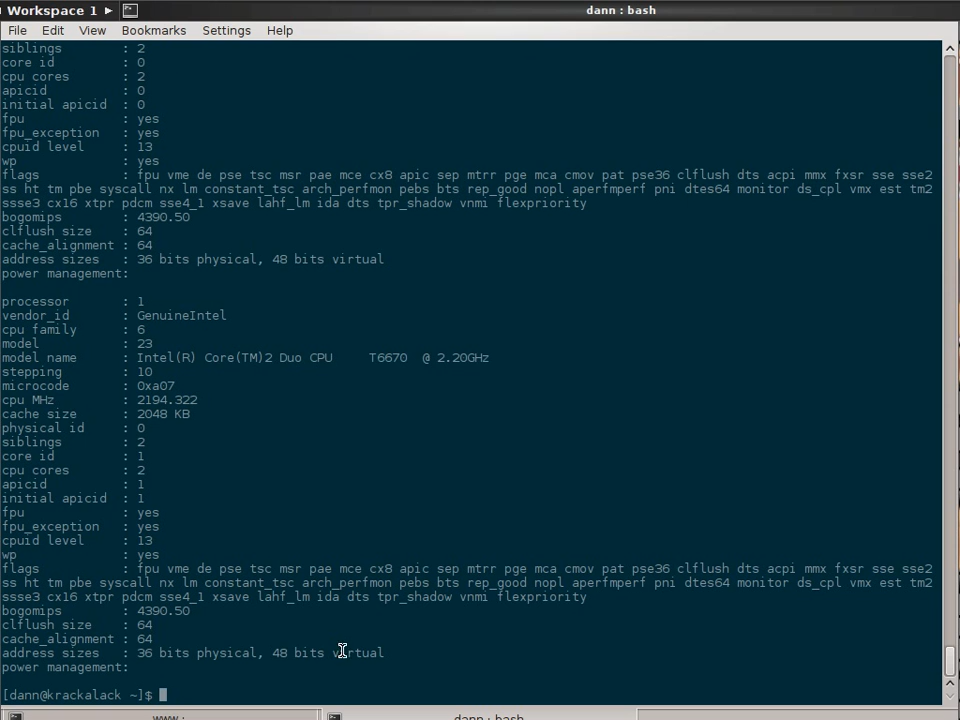 Workspace 1 ▶ dann : bash
File Edit View Bookmarks Settings Help
siblings : 2
core id : 0
cpu cores : 2
apicid : 0
initial apicid : 0
fpu : yes
fpu_exception : yes
cpuid level : 13
wp : yes
flags : fpu vme de pse tsc msr pae mce cx8 apic sep mtrr pge mca cmov pat pse36 clflush dts acpi mmx fxsr sse sse2
ss ht tm pbe syscall nx lm constant_tsc arch_perfmon pebs bts rep_good nopl aperfmperf pni dtes64 monitor ds_cpl vmx est tm2
ssse3 cx16 xtpr pdcm sse4_1 xsave lahf_lm ida dts tpr_shadow vnmi flexpriority
bogomips : 4390.50
clflush size : 64
cache_alignment : 64
address sizes : 36 bits physical, 48 bits virtual
power management:
processor : 1
vendor_id : GenuineIntel
cpu family : 6
model : 23
model name : Intel(R) Core(TM)2 Duo CPU T6670 @ 2.20GHz
stepping : 10
microcode : 0xa07
cpu MHz : 2194.322
cache size : 2048 KB
physical id : 0
siblings : 2
core id : 1
cpu cores : 2
apicid : 1
initial apicid : 1
fpu : yes
fpu_exception : yes
cpuid level : 13
wp : yes
flags : fpu vme de pse tsc msr pae mce cx8 apic sep mtrr pge mca cmov pat pse36 clflush dts acpi mmx fxsr sse sse2
ss ht tm pbe syscall nx lm constant_tsc arch_perfmon pebs bts rep_good nopl aperfmperf pni dtes64 monitor ds_cpl vmx est tm2
ssse3 cx16 xtpr pdcm sse4_1 xsave lahf_lm ida dts tpr_shadow vnmi flexpriority
bogomips : 4390.50
clflush size : 64
cache_alignment : 64
address sizes : 36 bits physical, 48 bits virtual
power management:
[dann@krackalack ~]$
www : dann : bash